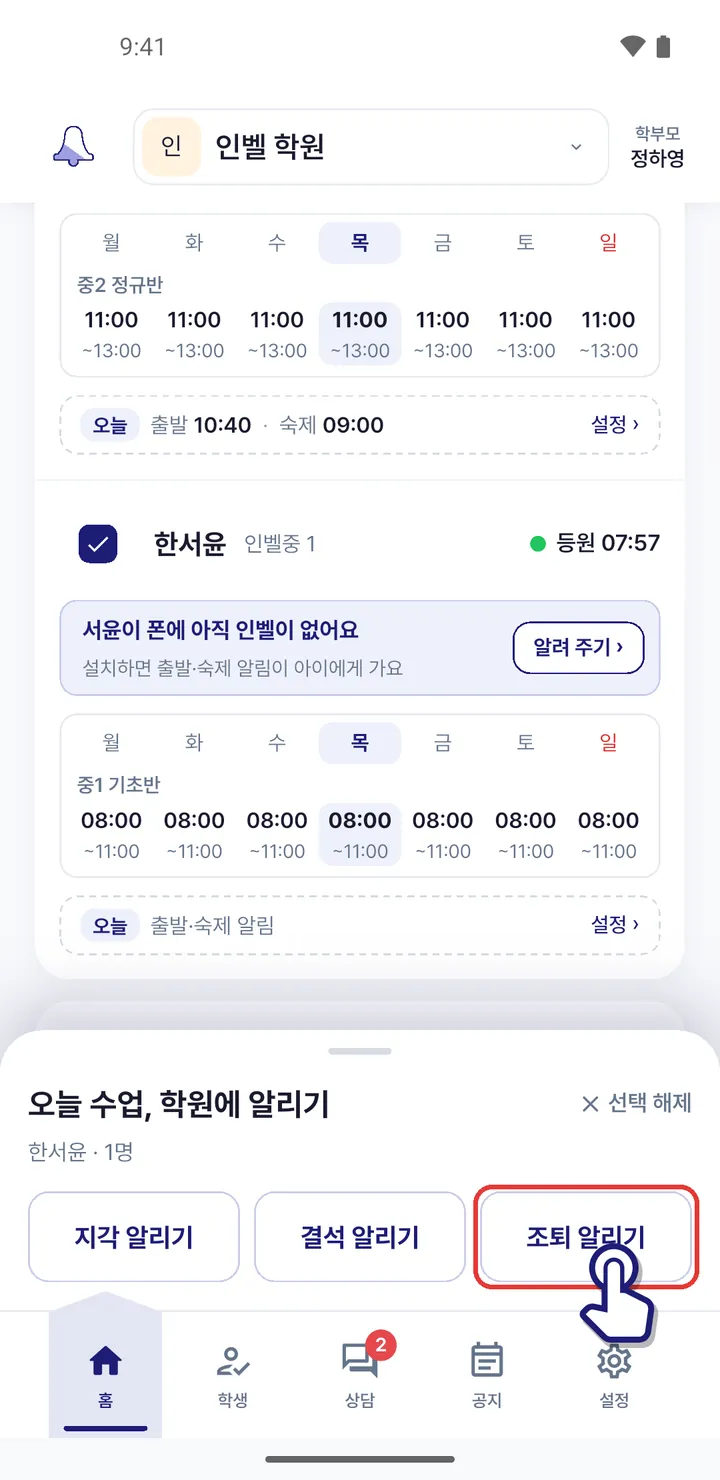 9:41
인 인벨 학원
학부모
정하영
월 화 수 목 금 토 일
중2 정규반
11:00 11:00 11:00 11:00 11:00 11:00 11:00
~13:00 ~13:00 ~13:00 ~13:00 ~13:00 ~13:00 ~13:00
오늘 출발 10:40 · 숙제 09:00 설정 ›
한서윤 인벨중 1 등원 07:57
서윤이 폰에 아직 인벨이 없어요
설치하면 출발·숙제 알림이 아이에게 가요
알려 주기 ›
월 화 수 목 금 토 일
중1 기초반
08:00 08:00 08:00 08:00 08:00 08:00 08:00
~11:00 ~11:00 ~11:00 ~11:00 ~11:00 ~11:00 ~11:00
오늘 출발·숙제 알림 설정 ›
오늘 수업, 학원에 알리기 × 선택 해제
한서윤 · 1명
지각 알리기 결석 알리기 조퇴 알리기
2
홈 학생 상담 공지 설정